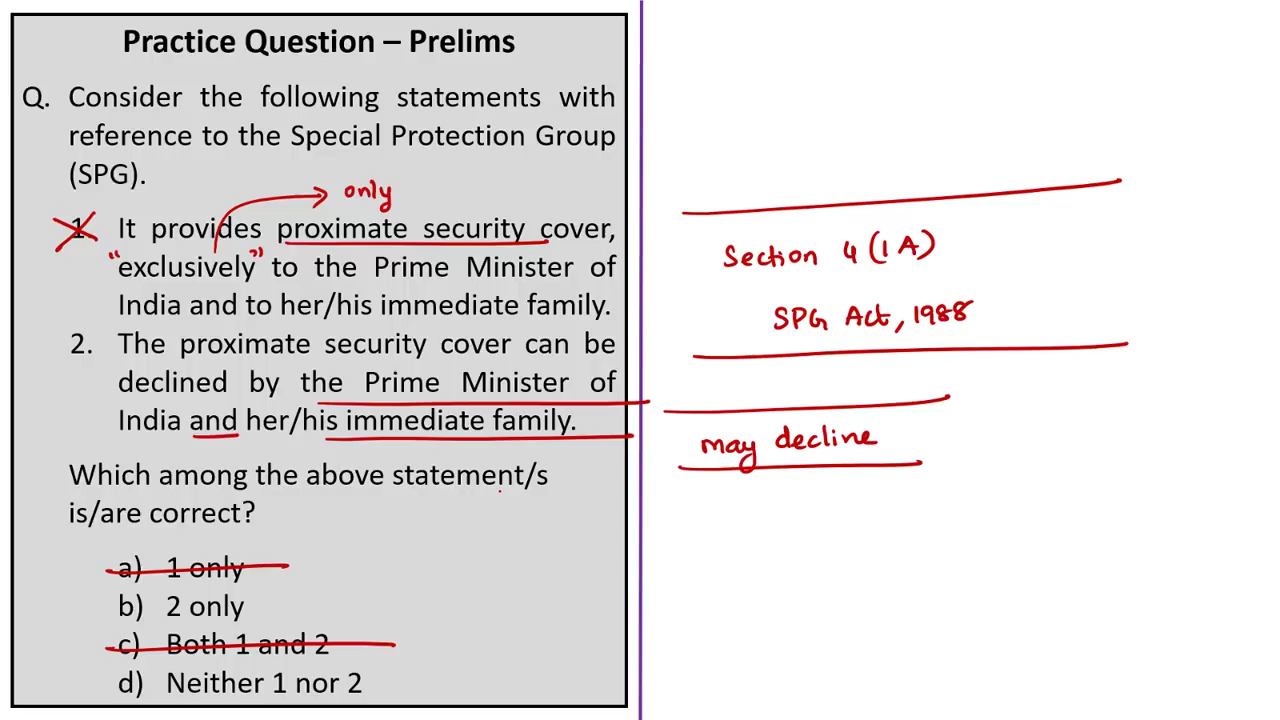 Practice Question – Prelims
Q. Consider the following statements with
reference to the Special Protection Group
(SPG).
only
1. It provides proximate security cover,
"exclusively" to the Prime Minister of
India and to her/his immediate family.
2. The proximate security cover can be
declined by the Prime Minister of
India and her/his immediate family.
Which among the above statement/s
is/are correct?
a) 1 only
b) 2 only
c) Both 1 and 2
d) Neither 1 nor 2
Section 4 (1A)
SPG Act, 1988
may decline